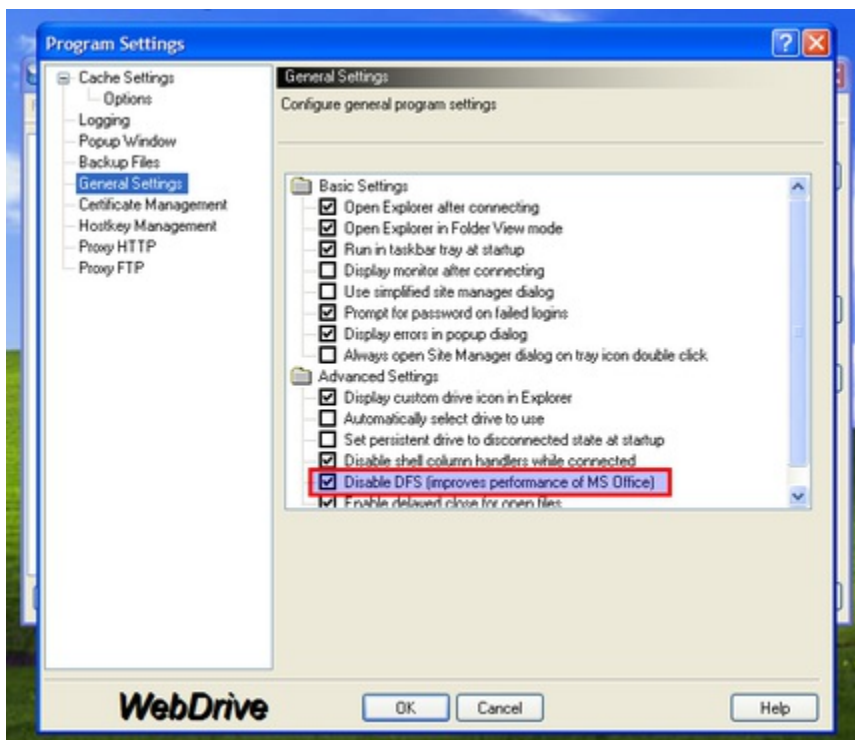 Program Settings
Cache Settings
Options
Logging
Popup Window
Backup Files
General Settings
Certificate Management
Hostkey Management
Proxy HTTP
Proxy FTP
General Settings
Configure general program settings
Basic Settings
Open Explorer after connecting
Open Explorer in Folder View mode
Run in taskbar tray at startup
Display monitor after connecting
Use simplified site manager dialog
Prompt for password on failed logins
Display errors in popup dialog
Always open Site Manager dialog on tray icon double click
Advanced Settings
Display custom drive icon in Explorer
Automatically select drive to use
Set persistent drive to disconnected state at startup
Disable shell column handlers while connected
Disable DFS (improves performance of MS Office)
Enable delayed close for open files
WebDrive
OK
Cancel
Help